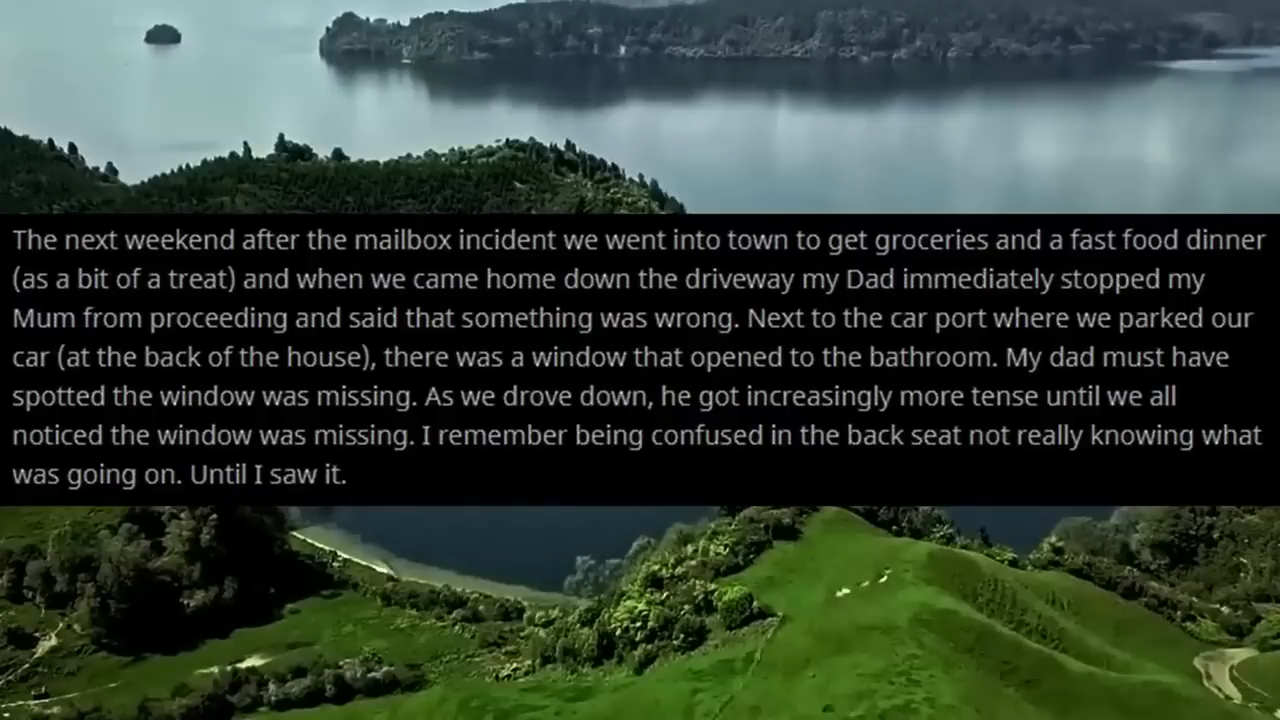 The next weekend after the mailbox incident we went into town to get groceries and a fast food dinner
(as a bit of a treat) and when we came home down the driveway my Dad immediately stopped my
Mum from proceeding and said that something was wrong. Next to the car port where we parked our
car (at the back of the house), there was a window that opened to the bathroom. My dad must have
spotted the window was missing. As we drove down, he got increasingly more tense until we all
noticed the window was missing. I remember being confused in the back seat not really knowing what
was going on. Until I saw it.